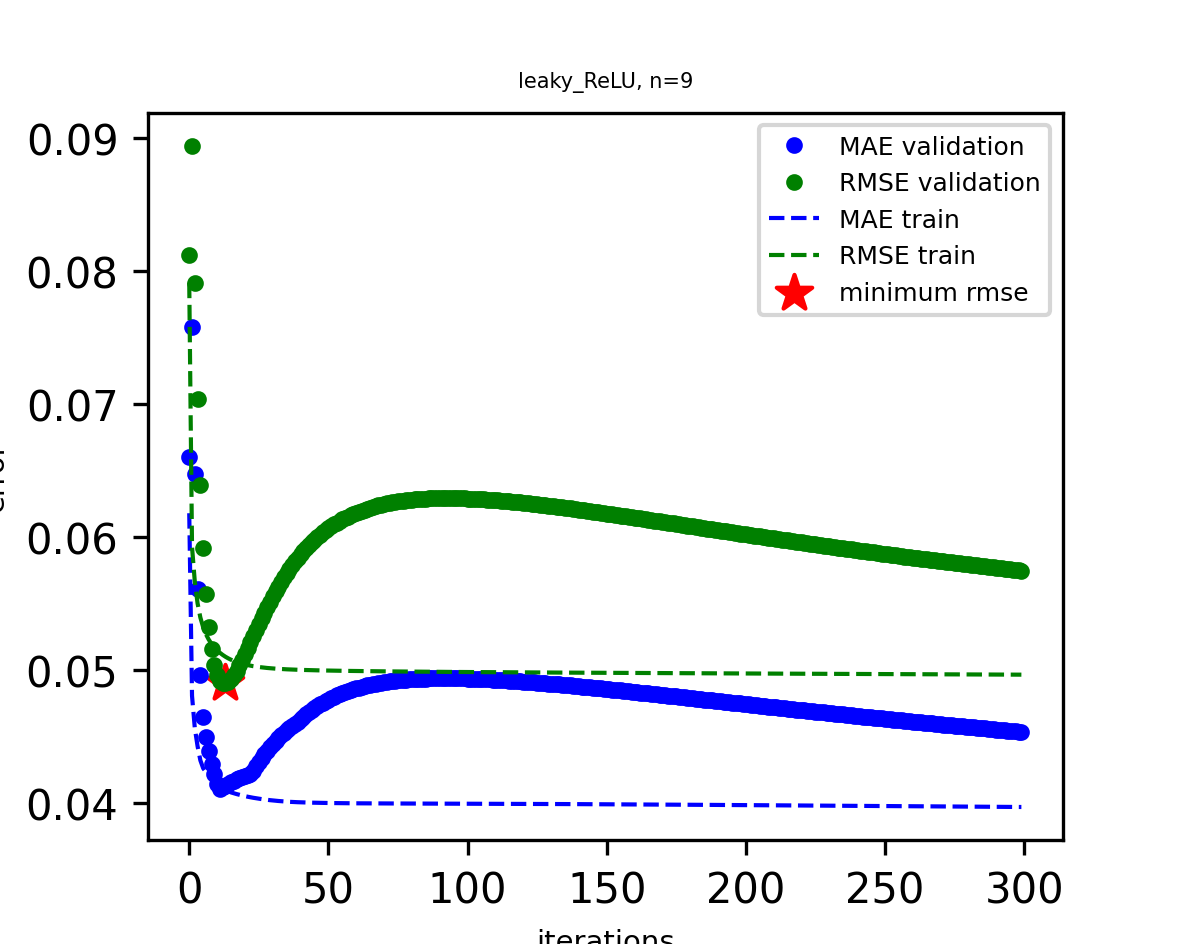 leaky_ReLU, n=9
0.09
0.08
0.07
0.06
0.05
0.04
MAE validation
RMSE validation
MAE train
RMSE train
minimum rmse
0 50 100 150 200 250 300
iterations